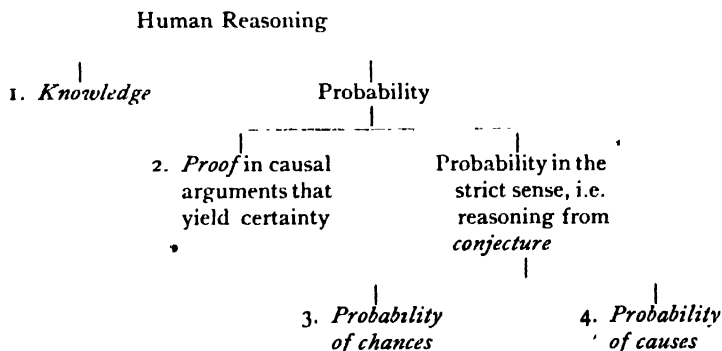 Human Reasoning
1. Knowledge
Probability
2. Proof in causal
arguments that
yield certainty
Probability in the
strict sense, i.e.
reasoning from
conjecture
3. Probability
of chances
4. Probability
of causes